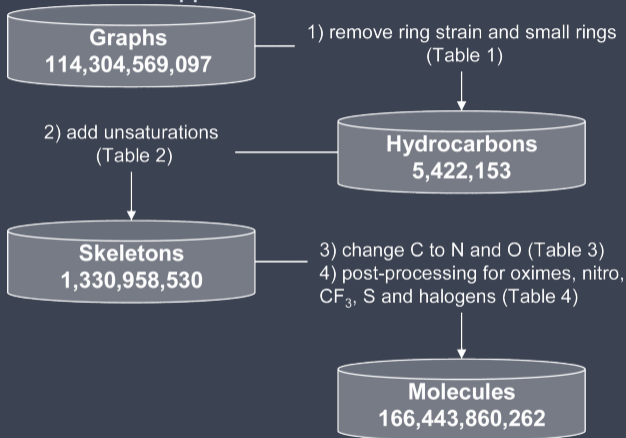 Graphs
114,304,569,097
1) remove ring strain and small rings
(Table 1)
2) add unsaturations
(Table 2)
Hydrocarbons
5,422,153
Skeletons
1,330,958,530
3) change C to N and O (Table 3)
4) post-processing for oximes, nitro,
CF₃, S and halogens (Table 4)
Molecules
166,443,860,262